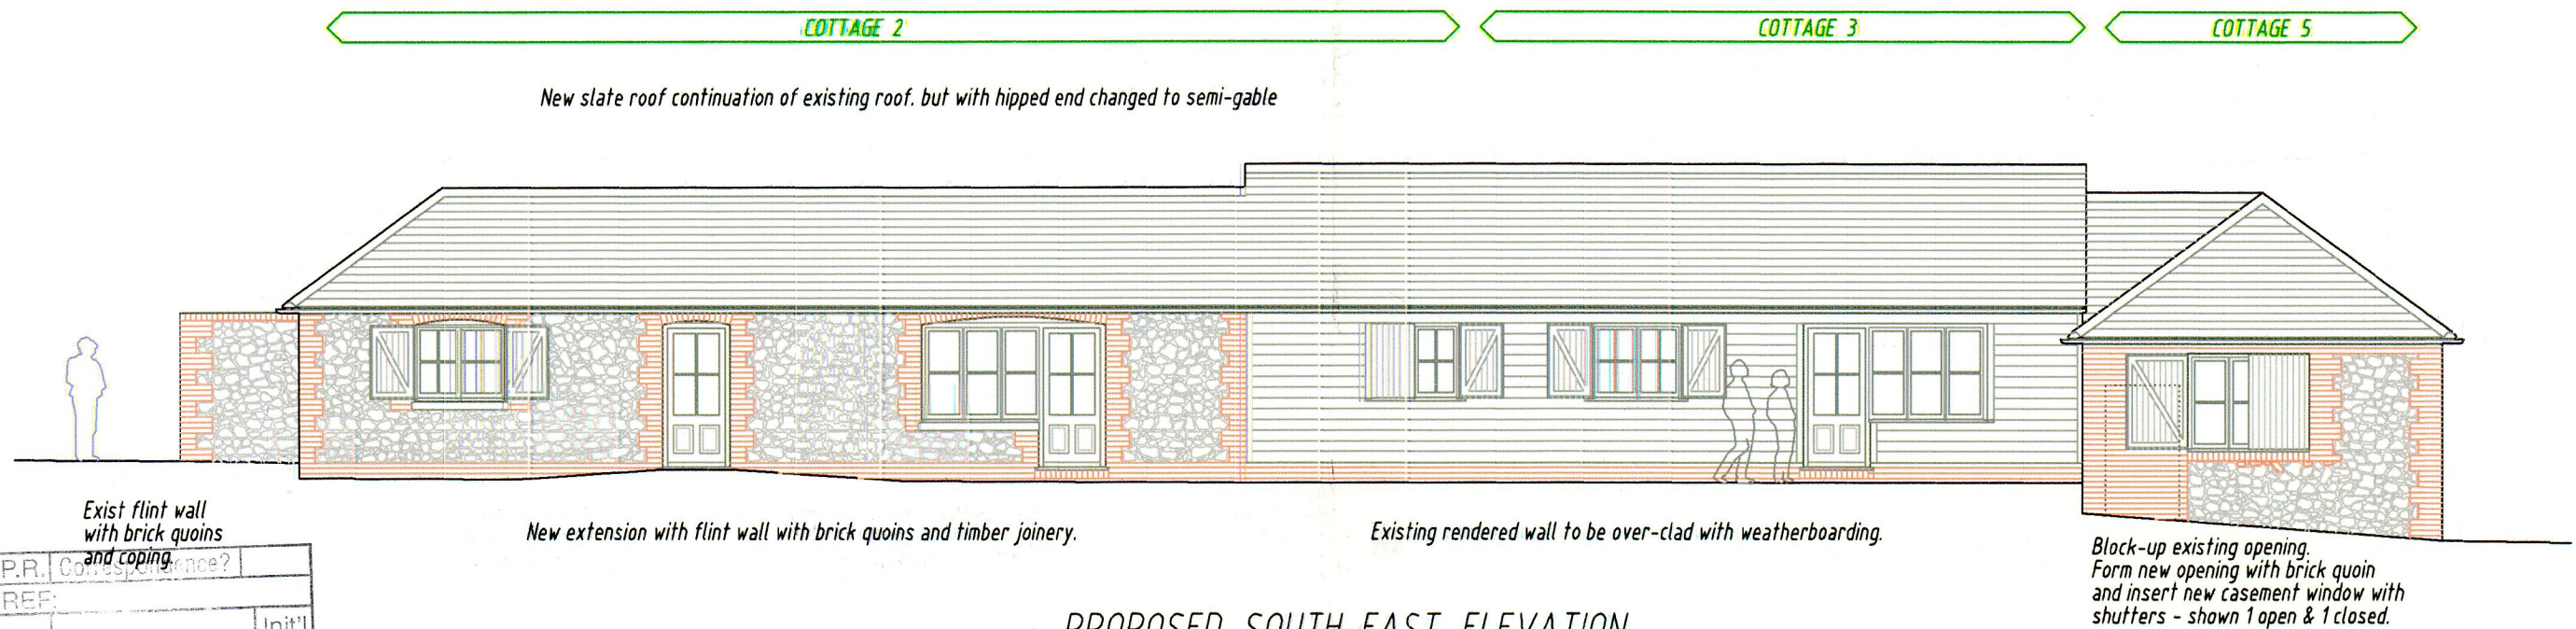 COTTAGE 2
COTTAGE 3
COTTAGE 5
New slate roof continuation of existing roof. but with hipped end changed to semi-gable
Exist flint wall
with brick quoins
and coping.
New extension with flint wall with brick quoins and timber joinery.
Existing rendered wall to be over-clad with weatherboarding.
Block-up existing opening.
Form new opening with brick quoin
and insert new casement window with
shutters - shown 1 open & 1 closed.
P.R. Correspondence?
REF:
Init'l
PROPOSED SOUTH EAST ELEVATION